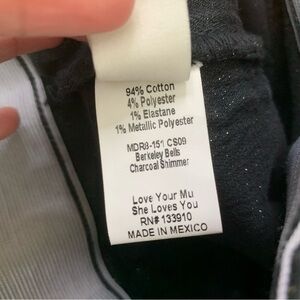 94% Cotton
4% Polyester
1% Elastane
1% Metallic Polyester
MDR8-151 CS09
Berkeley Bells
Charcoal Shimmer
Love Your Mu
She Loves You
RN# 133910
MADE IN MEXICO